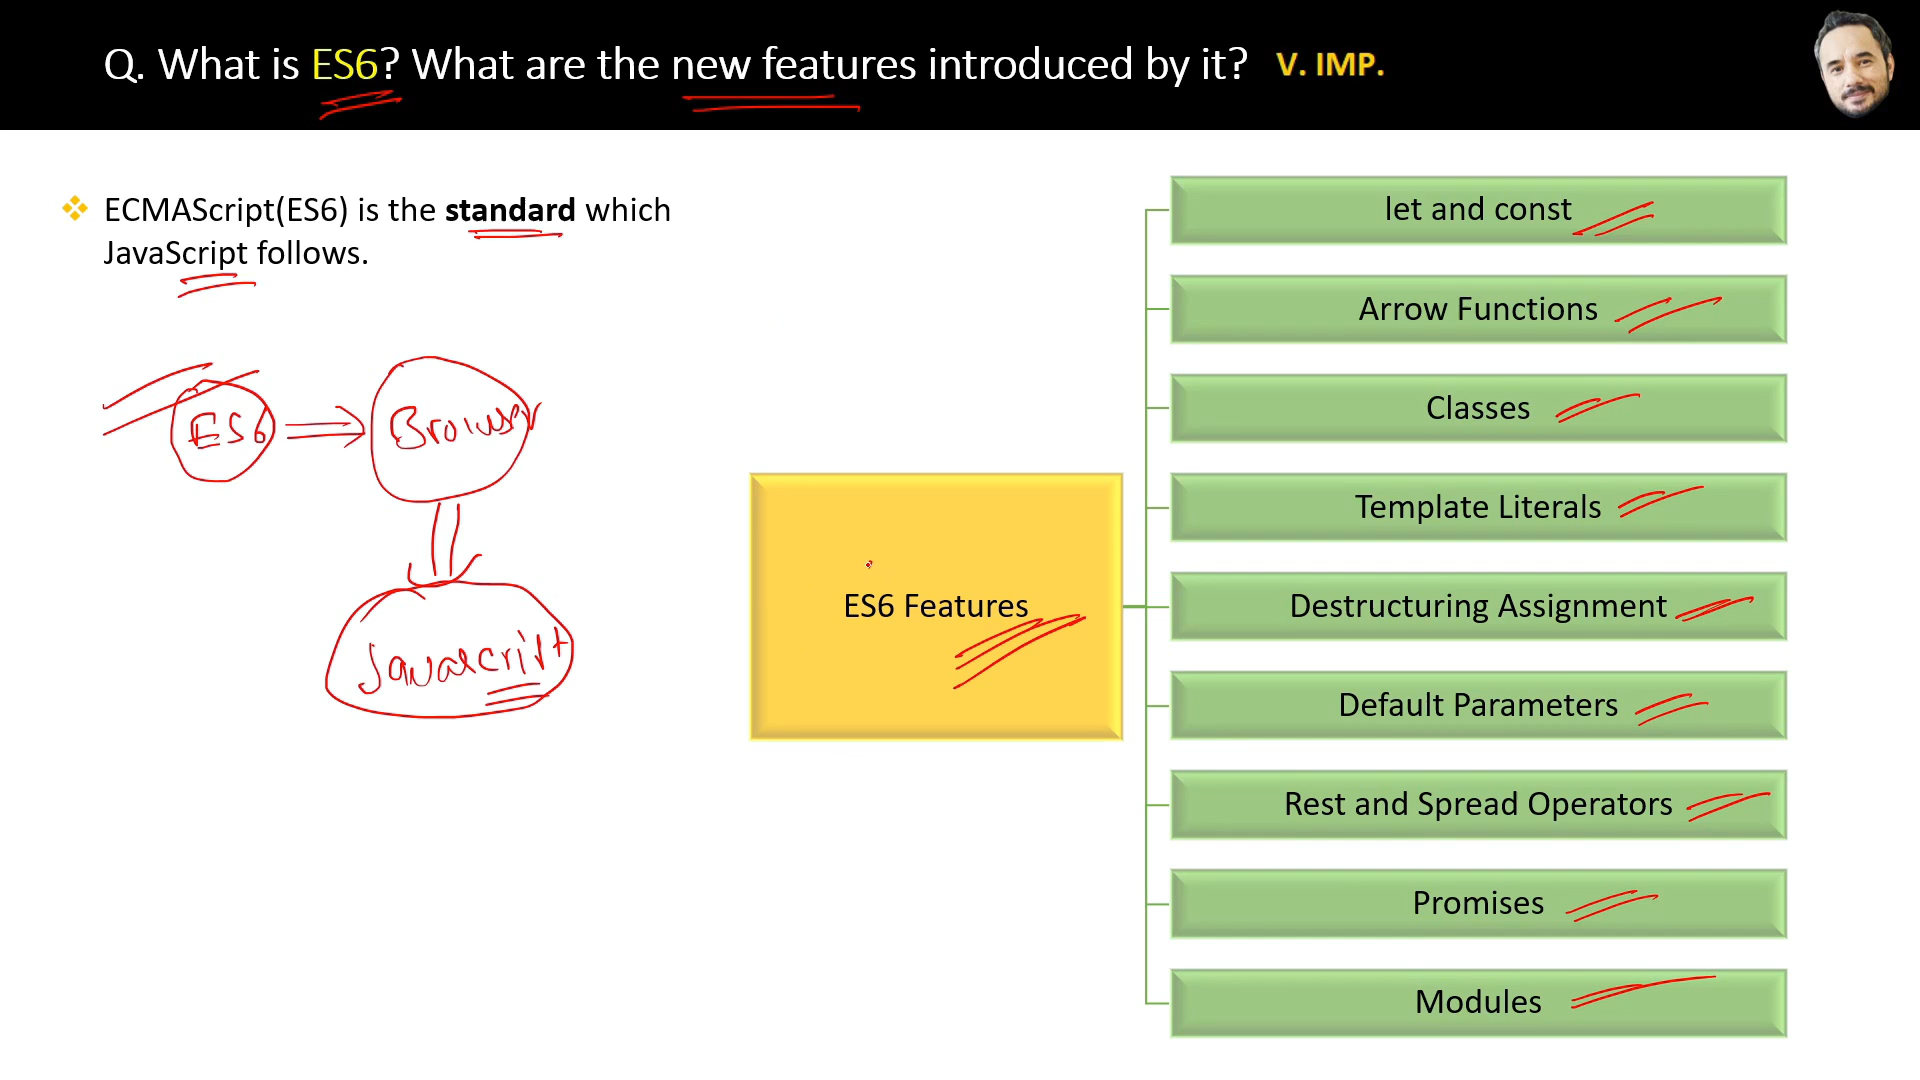 Q. What is ES6? What are the new features introduced by it? V. IMP.
ECMAScript(ES6) is the standard which
JavaScript follows.
ES6
Browser
Javascript
ES6 Features
let and const
Arrow Functions
Classes
Template Literals
Destructuring Assignment
Default Parameters
Rest and Spread Operators
Promises
Modules